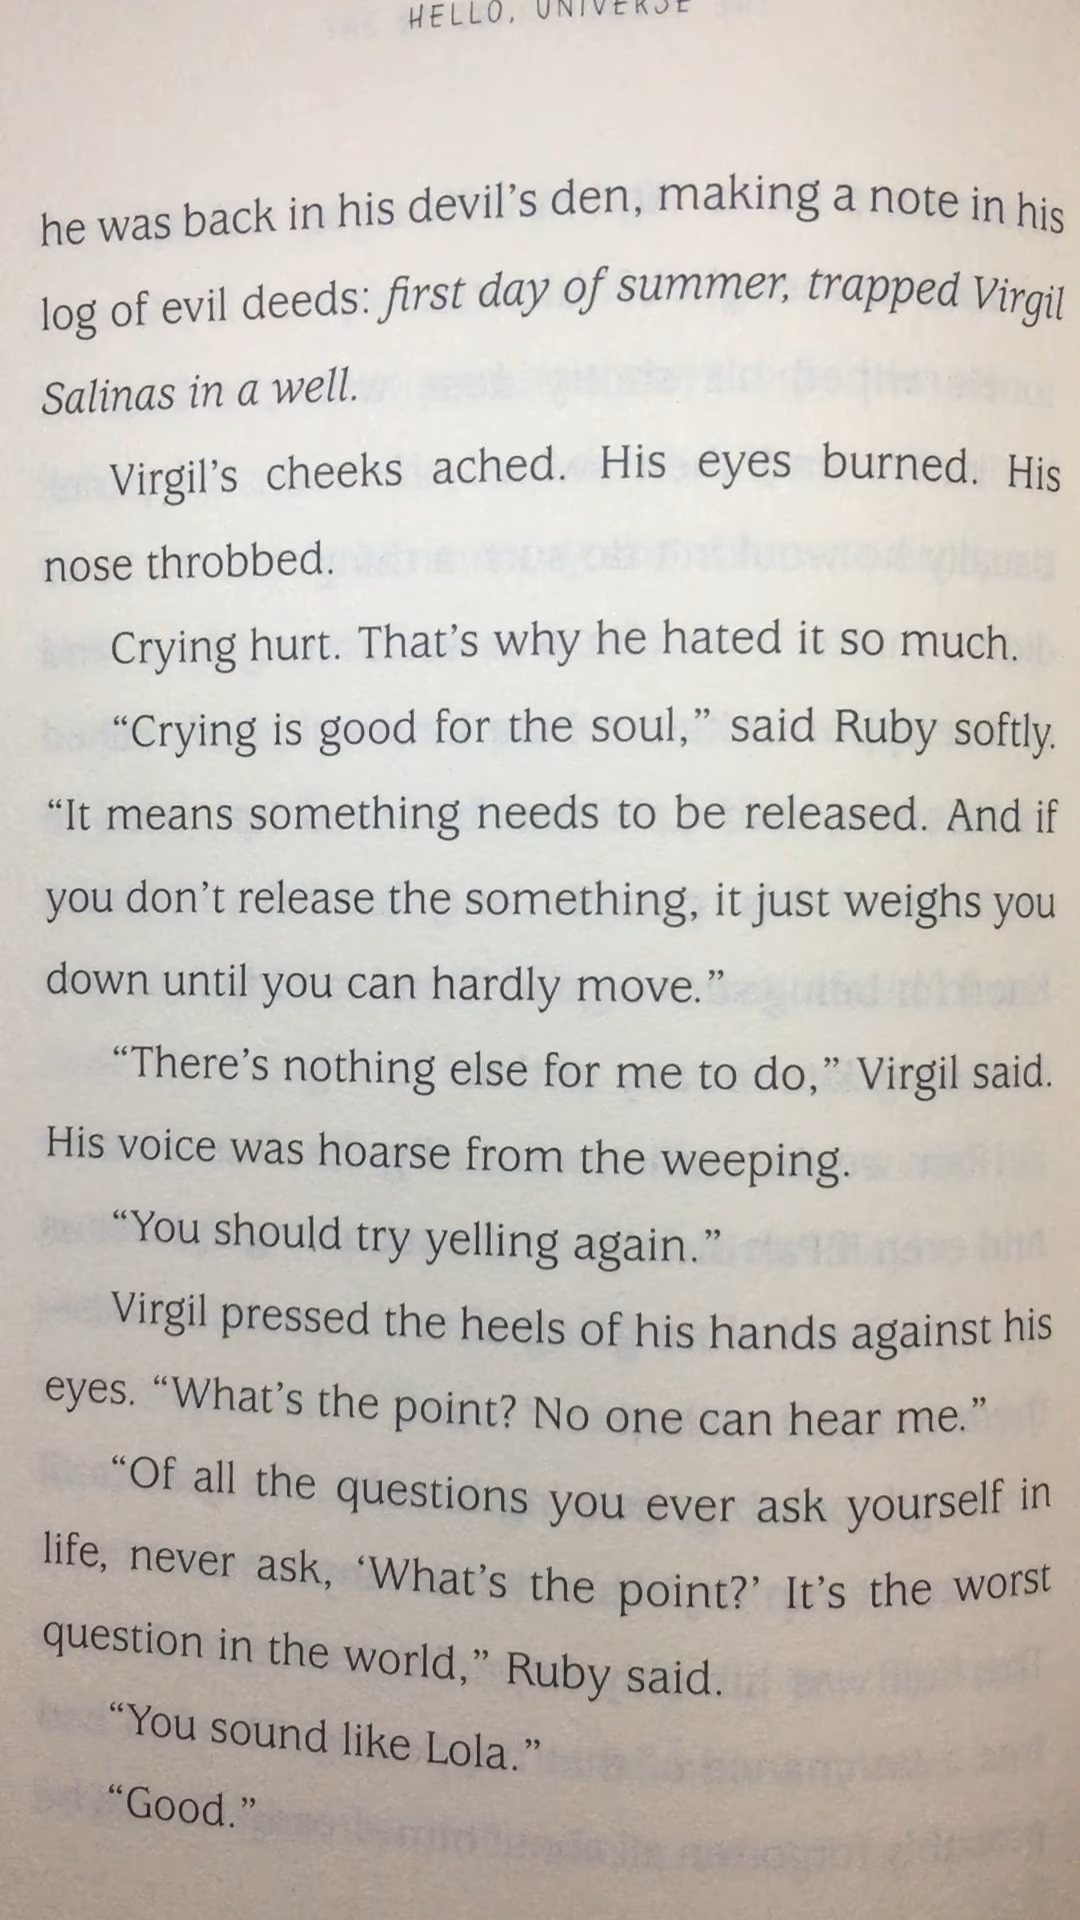 HELLO, UNIVERSE
he was back in his devil’s den, making a note in his
log of evil deeds: first day of summer, trapped Virgil
Salinas in a well.
Virgil’s cheeks ached. His eyes burned. His
nose throbbed.
Crying hurt. That’s why he hated it so much.
“Crying is good for the soul,” said Ruby softly.
“It means something needs to be released. And if
you don’t release the something, it just weighs you
down until you can hardly move.”
“There’s nothing else for me to do,” Virgil said.
His voice was hoarse from the weeping.
“You should try yelling again.”
Virgil pressed the heels of his hands against his
eyes. “What’s the point? No one can hear me.”
“Of all the questions you ever ask yourself in
life, never ask, ‘What’s the point?’ It’s the worst
question in the world,” Ruby said.
“You sound like Lola.”
“Good.”